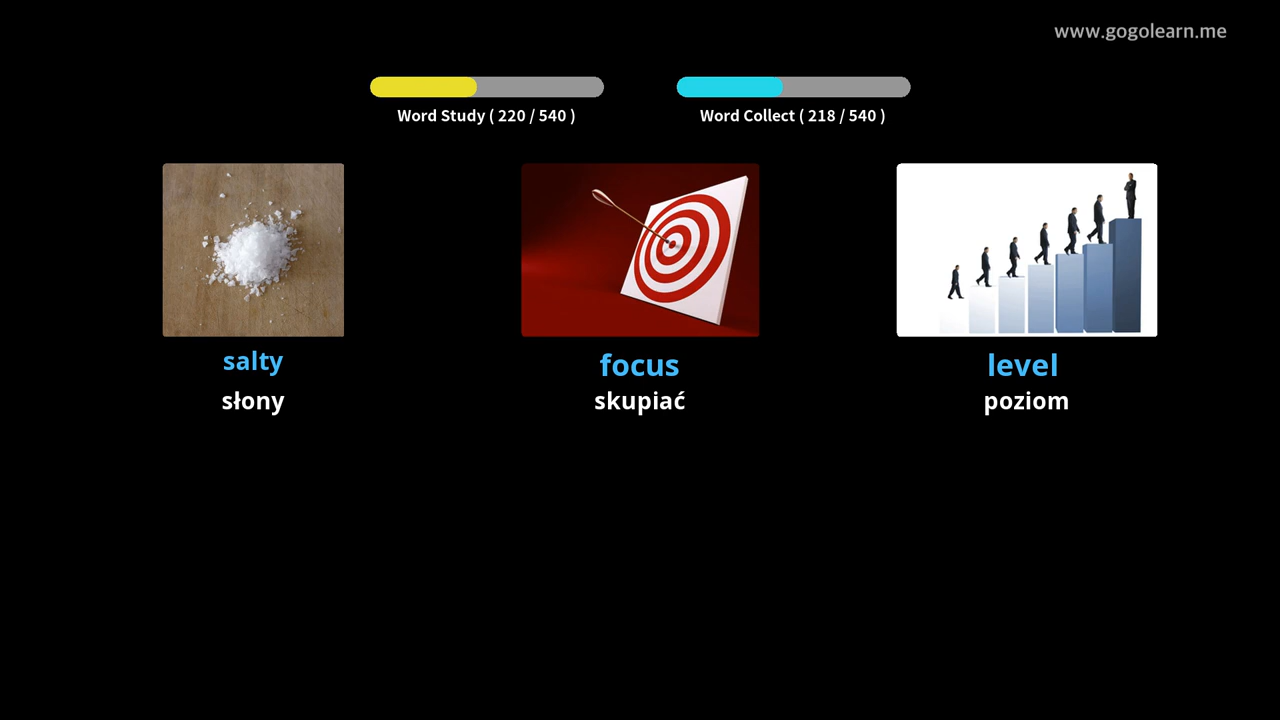 www.gogolearn.me
Word Study ( 220 / 540 )
Word Collect ( 218 / 540 )
salty
słony
focus
skupiać
level
poziom